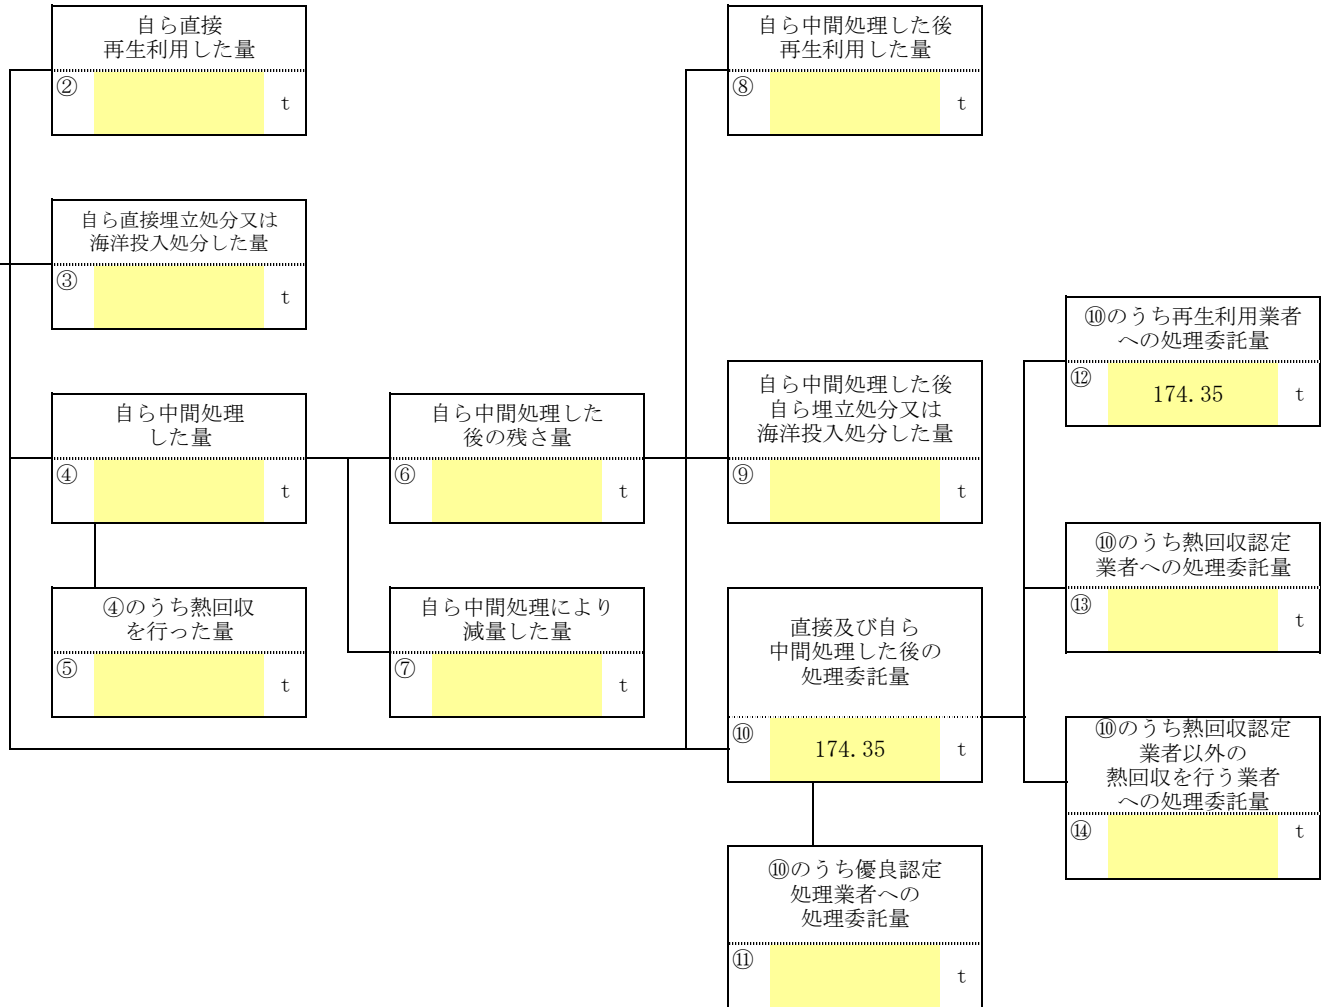 自ら直接
再生利用した量
②
t
自ら中間処理した後
再生利用した量
⑧
t
自ら直接埋立処分又は
海洋投入処分した量
③
t
⑩のうち再生利用業者
への処理委託量
⑫
174.35 t
自ら中間処理
した量
④
t
自ら中間処理した
後の残さ量
⑥
t
自ら中間処理した後
自ら埋立処分又は
海洋投入処分した量
⑨
t
⑩のうち熱回収認定
業者への処理委託量
⑬
t
④のうち熱回収
を行った量
⑤
t
自ら中間処理により
減量した量
⑦
t
直接及び自ら
中間処理した後の
処理委託量
⑩
174.35 t
⑩のうち熱回収認定
業者以外の
熱回収を行う業者
への処理委託量
⑭
t
⑩のうち優良認定
処理業者への
処理委託量
⑪
t